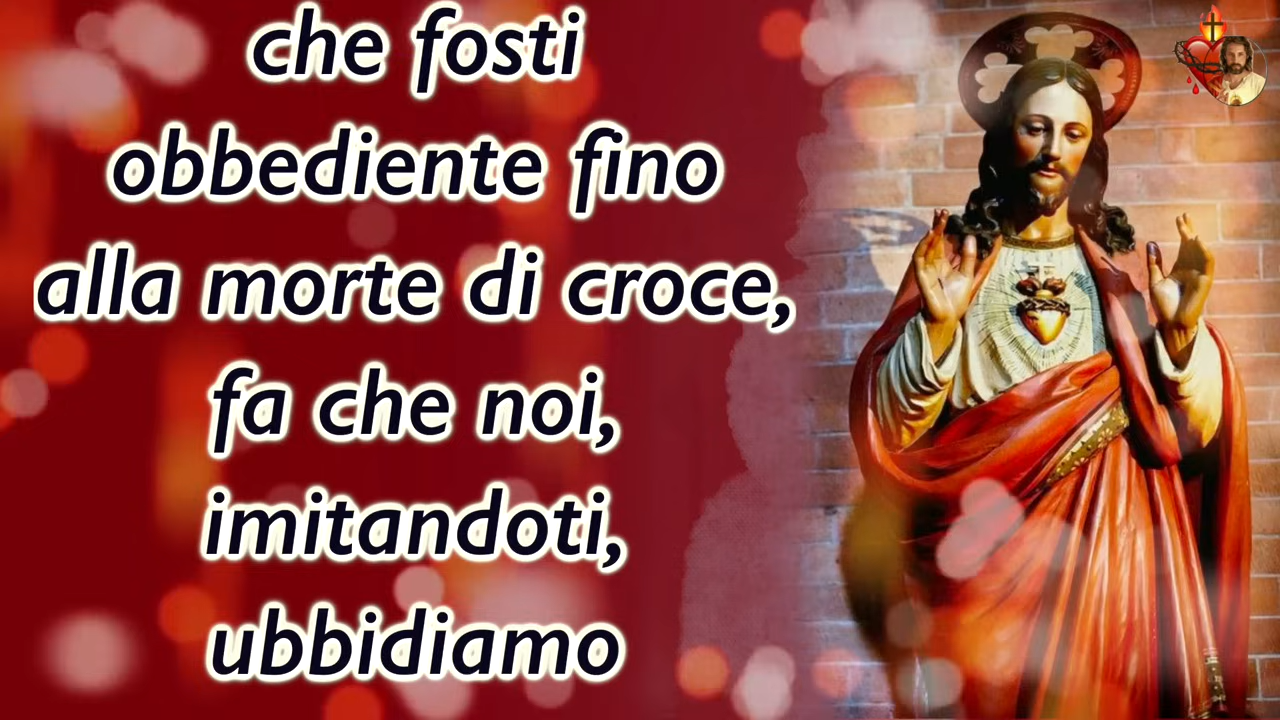 che fosti
obbediente fino
alla morte di croce,
fa che noi,
imitandoti,
ubbidiamo